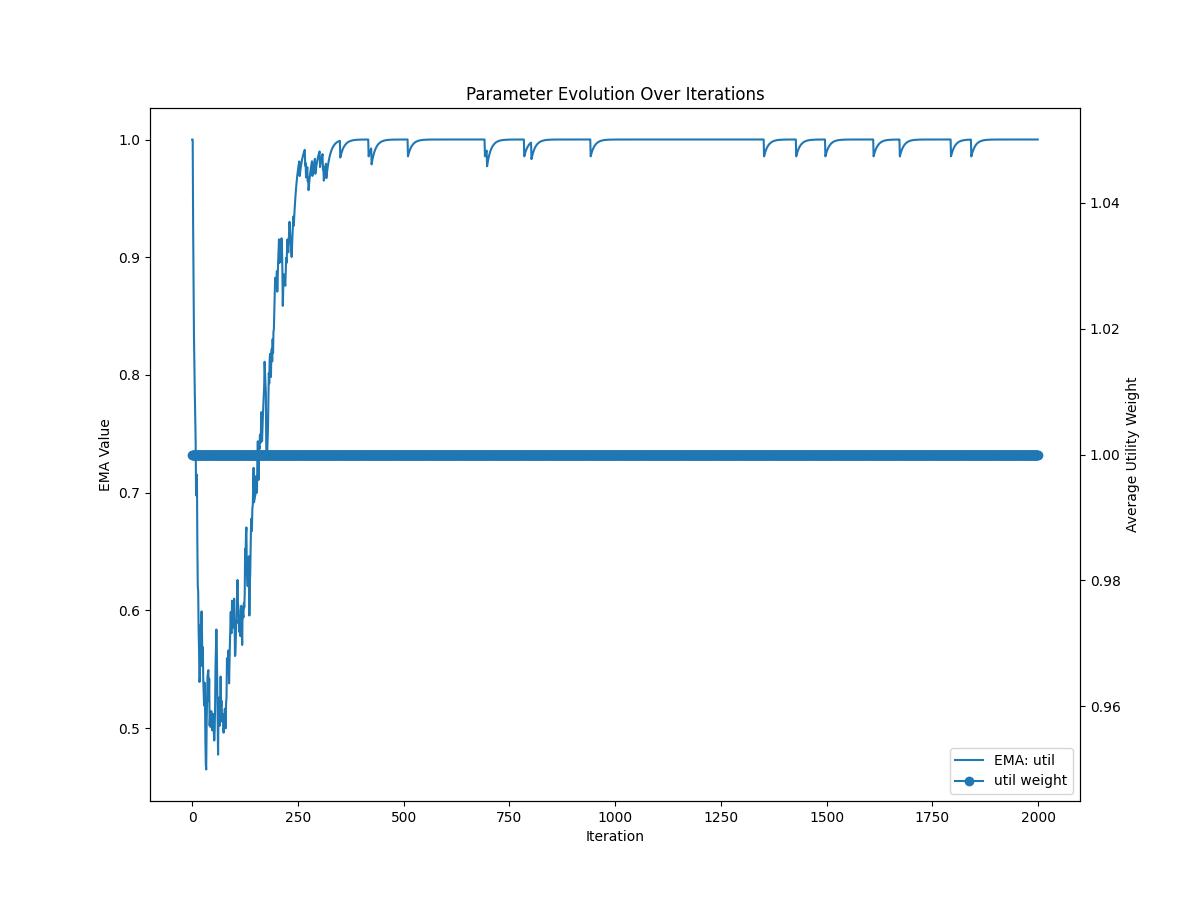 Parameter Evolution Over Iterations
1.0
0.9
0.8
0.7
0.6
0.5
EMA Value
1.04
1.02
1.00
0.98
0.96
Average Utility Weight
EMA: util
util weight
0 250 500 750 1000 1250 1500 1750 2000
Iteration